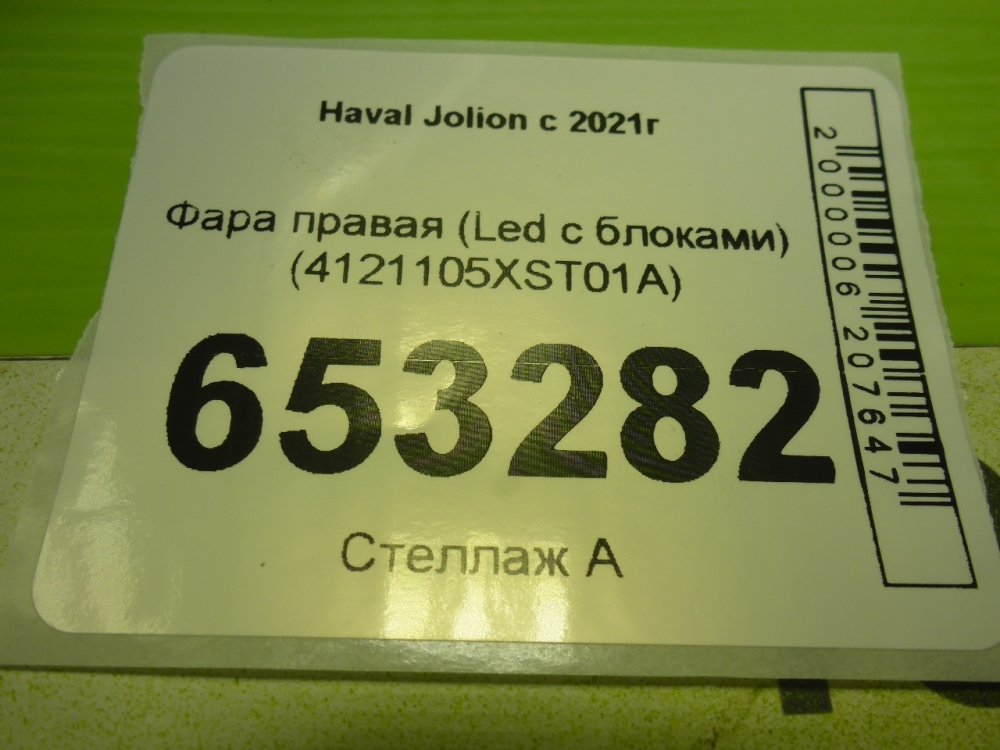 Haval Jolion с 2021г
Фара правая (Led с блоками)
(4121105XST01A)
653282
Стеллаж А
2000006207647